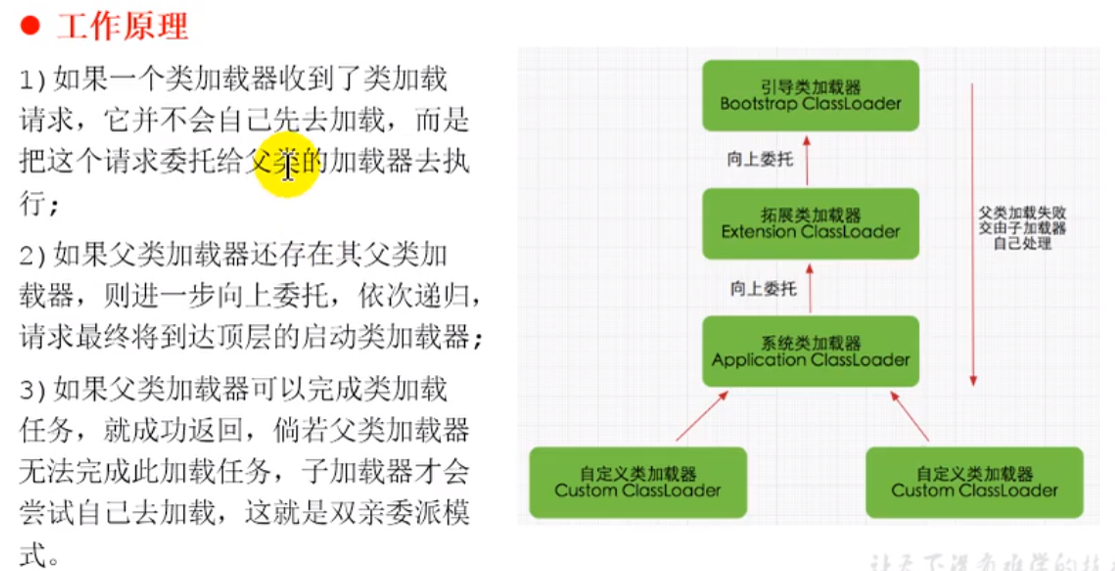 工作原理
1)如果一个类加载器收到了类加载
请求，它并不会自己先去加载，而是
把这个请求委托给父类的加载器去执
行;
2)如果父类加载器还存在其父类加
载器，则进一步向上委托，依次递归，
请求最终将到达顶层的启动类加载器;
3)如果父类加载器可以完成类加载
任务，就成功返回，倘若父类加载器
无法完成此加载任务，子加载器才会
尝试自己去加载，这就是双亲委派模
式。
引导类加载器
Bootstrap ClassLoader
向上委托
拓展类加载器
Extension ClassLoader
向上委托
系统类加载器
Application ClassLoader
父类加载失败
交由子加载器
自己处理
自定义类加载器
Custom ClassLoader
自定义类加载器
Custom ClassLoader
让天下没有难学的技